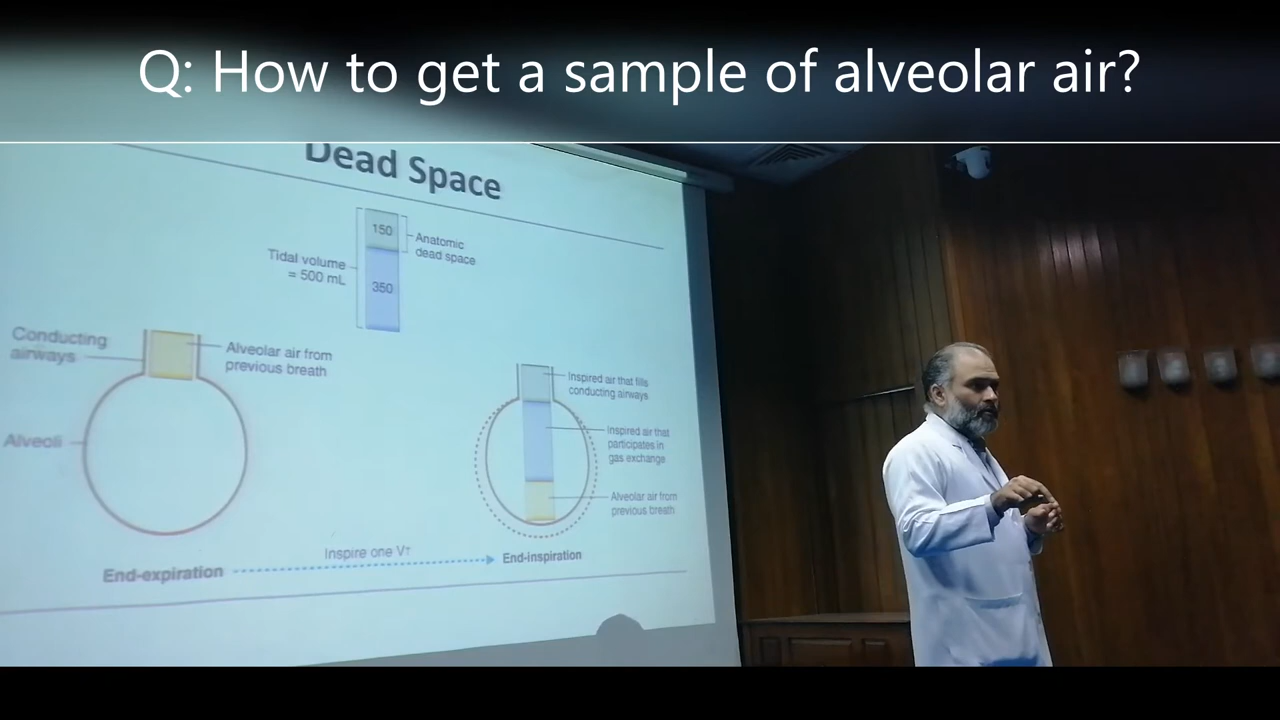 Q: How to get a sample of alveolar air?
Dead Space
150
Anatomic
dead space
Tidal volume
= 500 mL
350
Conducting
airways
Alveolar air from
previous breath
Alveoli
Inspired air that fills
conducting airways
Inspired air that
participates in
gas exchange
Alveolar air from
previous breath
Inspire one VT
End-expiration
End-inspiration